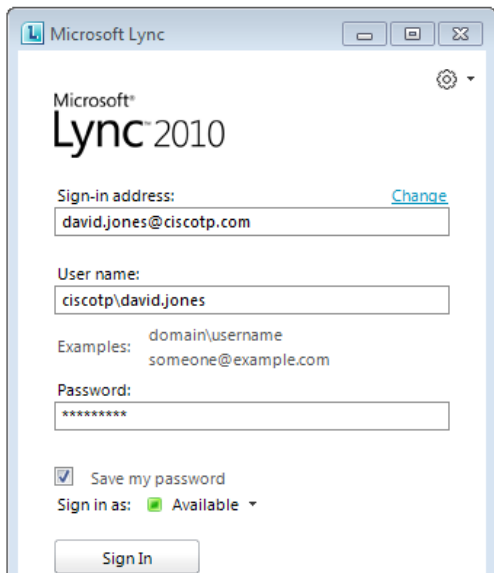 Microsoft Lync
Microsoft®
Lync™ 2010
Sign-in address:
Change
david.jones@ciscotp.com
User name:
ciscotp\david.jones
Examples:
domain\username
someone@example.com
Password:
*********
Save my password
Sign in as:
Available
Sign In